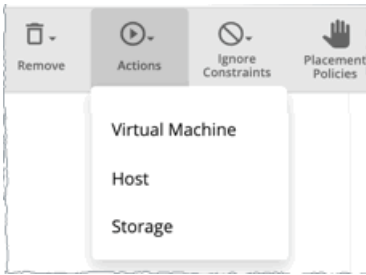 Remove
Actions
Ignore
Constraints
Placement
Policies
Virtual Machine
Host
Storage